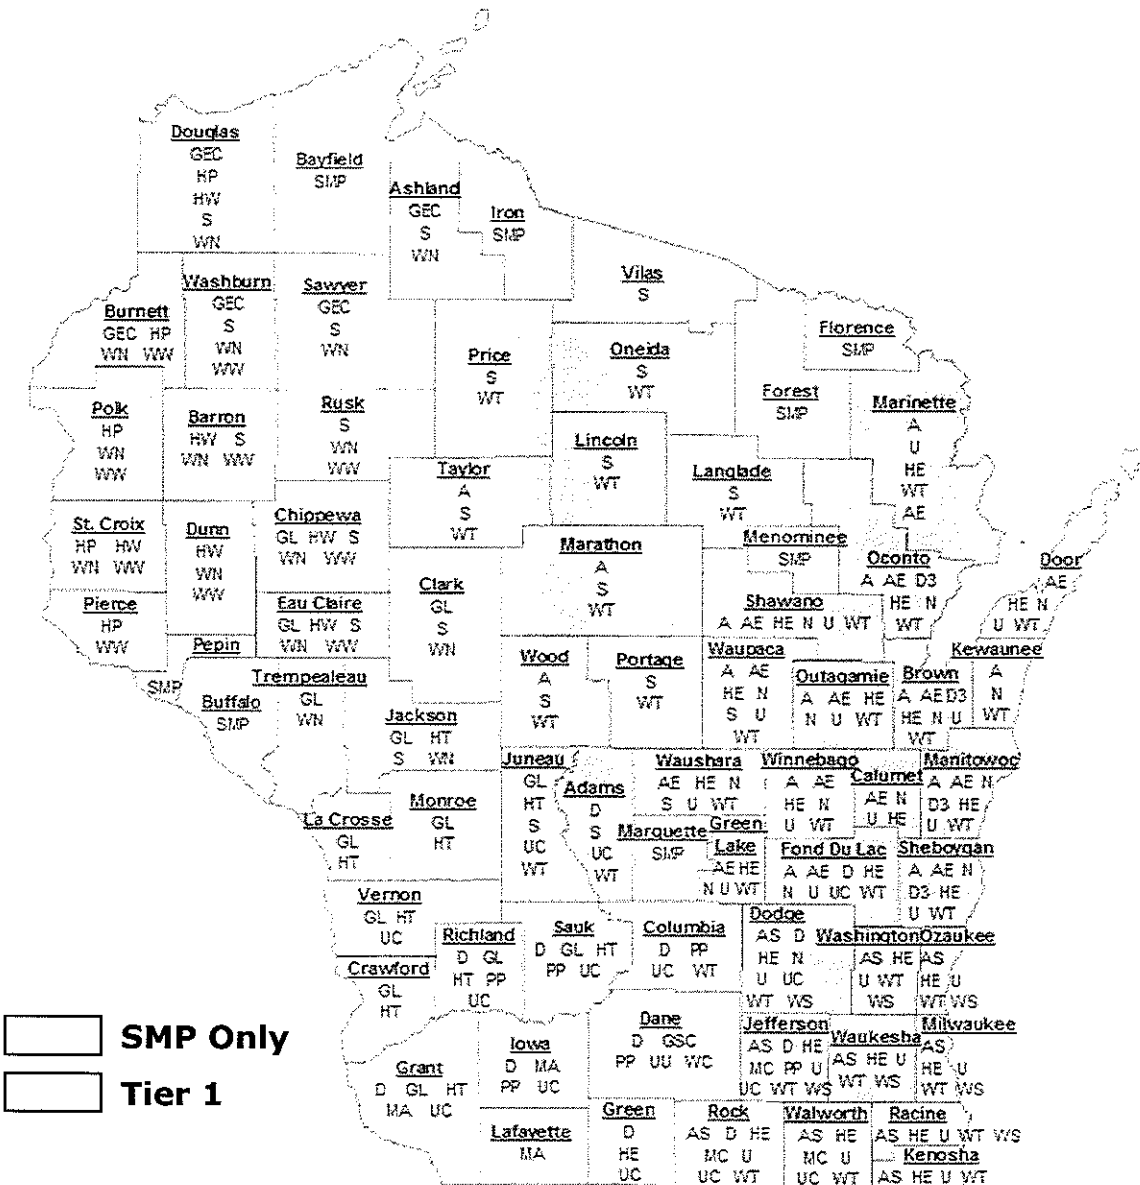 Douglas
GEC
HP
HW
S
WN
Bayfield
SMP
Ashland
GEC
S
WN
Iron
SMP
Vilas
S
Florence
SMP
Burnett
GEC HP
WN WW
Washburn
GEC
S
WN
WW
Sawyer
GEC
S
WN
Price
S
WT
Oneida
S
WT
Forest
SMP
Marinette
A
U
HE
WT
AE
Polk
HP
WN
WW
Barron
HW S
WN WW
Rusk
S
WN
WW
Taylor
A
S
WT
Lincoln
S
WT
Langlade
S
WT
St. Croix
HP HW
WN WW
Dunn
HW
WN
WW
Chippewa
GL HW S
WN WW
Clark
GL
S
WN
Marathon
A
S
WT
Menominee
SMP
Oconto
A AE D3
HE N
WT
Door
AE
HE N
U WT
Pierce
HP
WW
Pepin
SMP
Eau Claire
GL HW S
WN WW
Shawano
A AE HE N U WT
Buffalo
SMP
Trempealeau
GL
WN
Jackson
GL HT
S WN
Wood
A
S
WT
Portage
S
WT
Waupaca
A AE
HE N
S U
WT
Outagamie
A AE HE
N U WT
Brown
A AE D3
HE N U
WT
Kewaunee
A
N
WT
La Crosse
GL
HT
Monroe
GL
HT
Juneau
GL
HT
S
UC
WT
Adams
D
S
UC
WT
Waushara
AE HE N
S U WT
Winnebago
A AE
HE N
U WT
Calumet
AE N
U HE
Manitowoc
A AE N
D3 HE
U WT
Marquette
SMP
Green
Lake
AE HE
N U WT
Fond Du Lac
A AE D HE
N U UC WT
Sheboygan
A AE N
D3 HE
U WT
Vernon
GL HT
UC
Richland
D GL
HT PP
UC
Sauk
D GL HT
PP UC
Columbia
D PP
UC WT
Dodge
AS D
HE N
U UC
WT WS
Washington
AS HE
U WT
WS
Ozaukee
AS
HE U
WT WS
Crawford
GL
HT
Grant
D GL HT
MA UC
Iowa
D MA
PP UC
Dane
D GSC
PP UU WC
Jefferson
AS D HE
MC PP U
UC WT WS
Waukesha
AS HE U
WT WS
Milwaukee
AS
HE U
WT WS
Lafayette
MA
Green
D
HE
UC
Rock
AS D HE
MC U
UC WT
Walworth
AS HE
MC U
UC WT
Racine
AS HE U WT WS
Kenosha
AS HE U WT
SMP Only
Tier 1